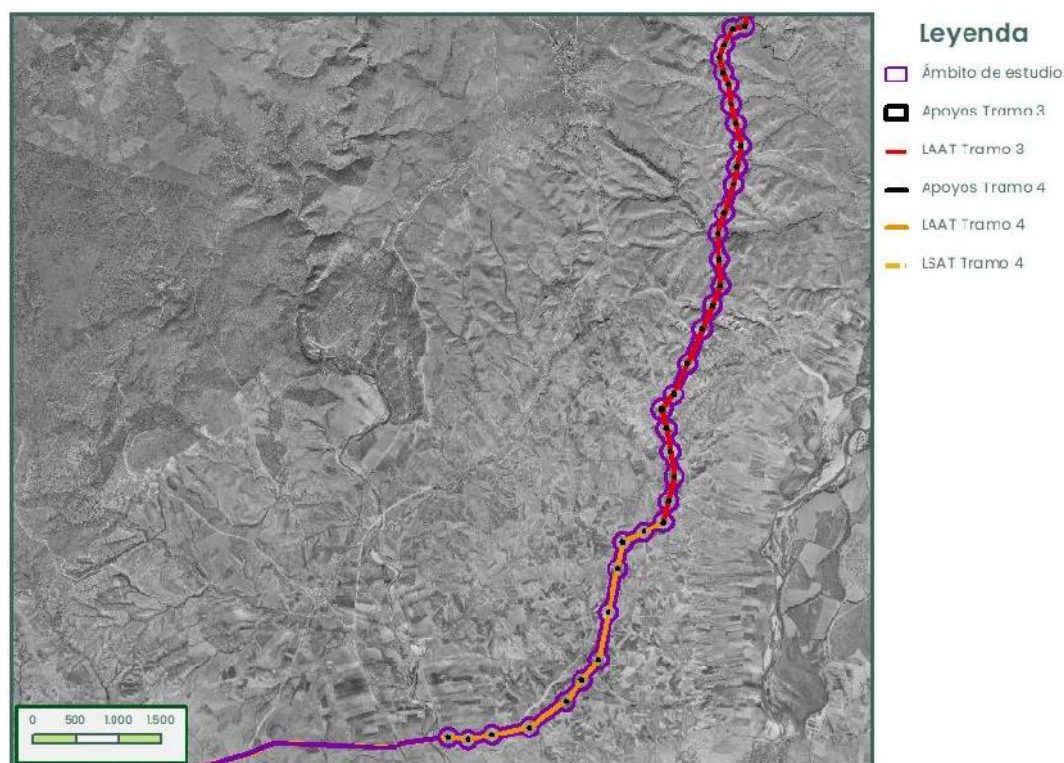 Leyenda
Ámbito de estudio
Apoyos Tramo 3
LAAT Tramo 3
Apoyos Tramo 4
LAAT Tramo 4
LSAT Tramo 4
0 500 1.000 1.500